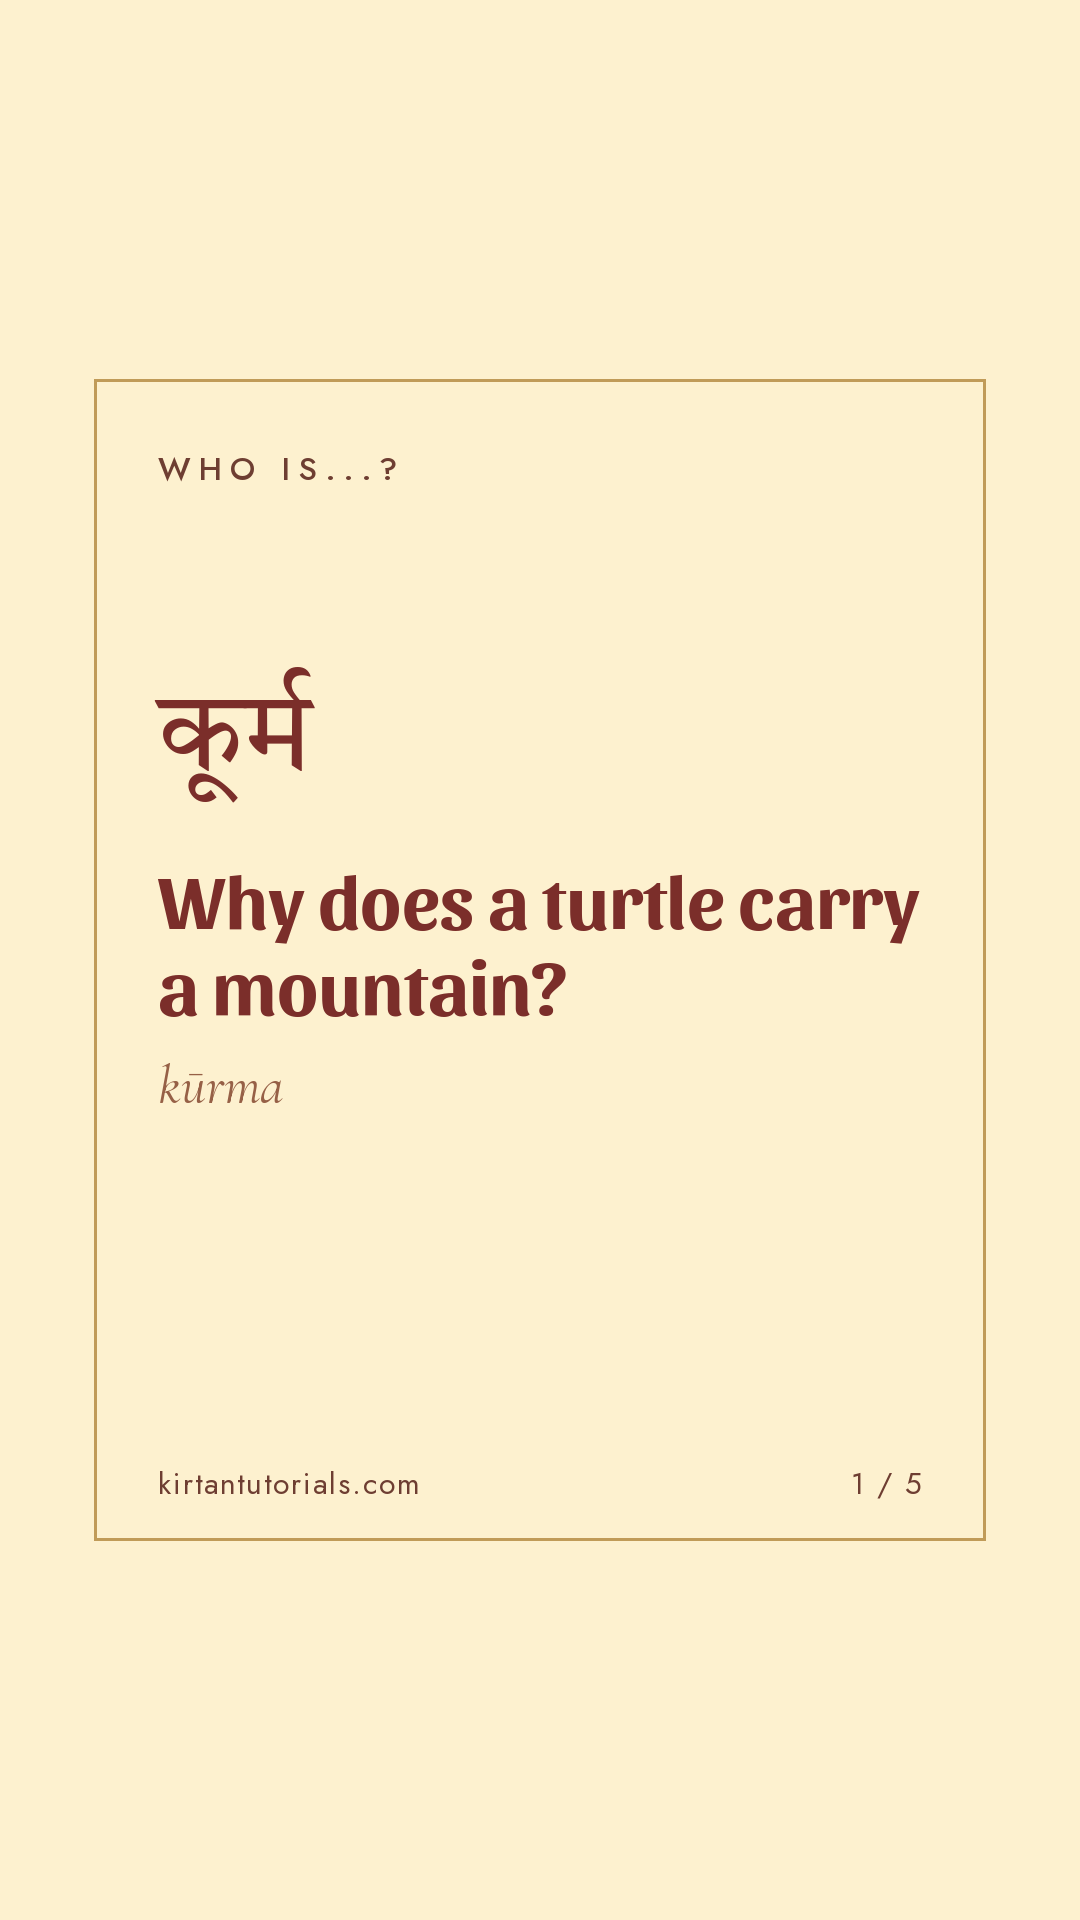 WHO IS...?
कूर्म
Why does a turtle carry
a mountain?
kūrma
kirtantutorials.com
1 / 5